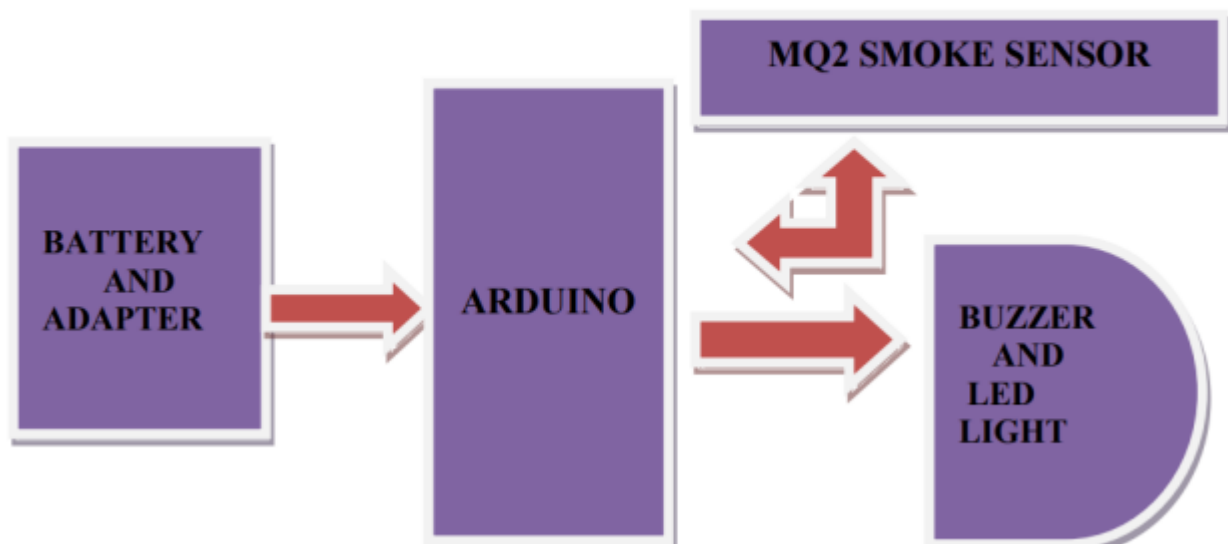 MQ2 SMOKE SENSOR
BATTERY
AND
ADAPTER
ARDUINO
BUZZER
AND
LED
LIGHT